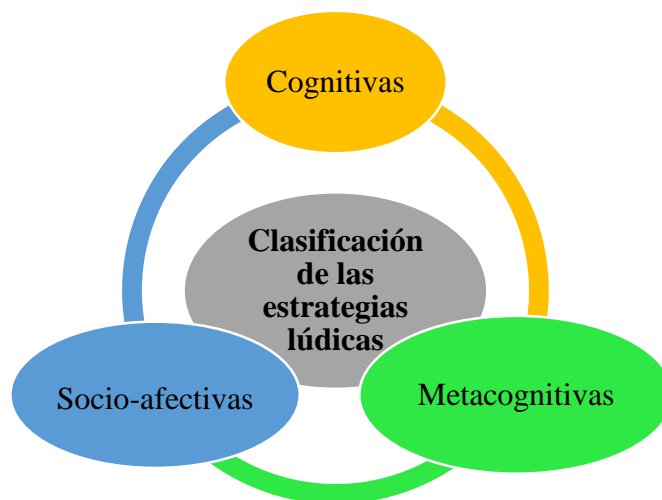 Cognitivas
Clasificación
de las
estrategias
lúdicas
Socio-afectivas
Metacognitivas